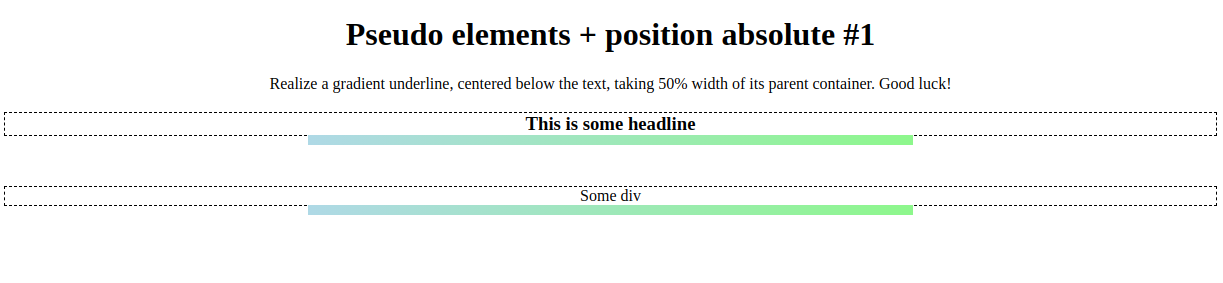 Pseudo elements + position absolute #1
Realize a gradient underline, centered below the text, taking 50% width of its parent container. Good luck!
This is some headline
Some div